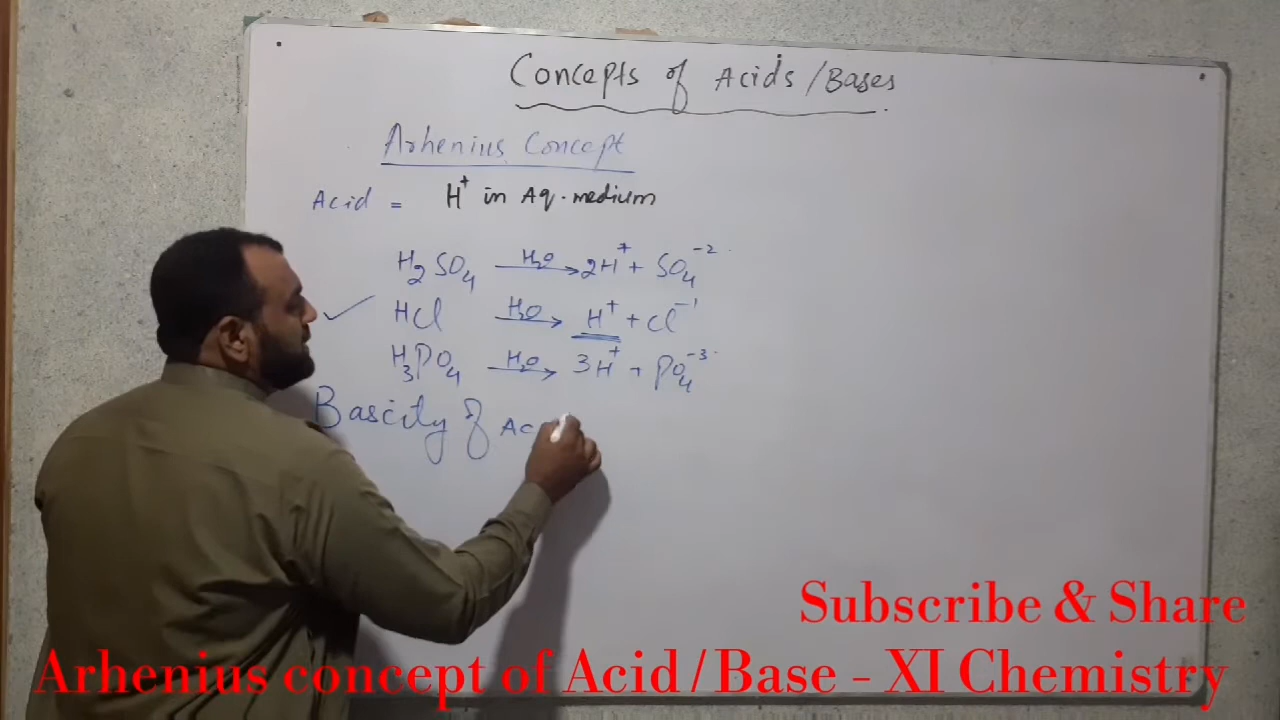 Concepts of Acids/Bases
Arhenius Concept
Acid = H⁺ in Aq. medium
H₂SO₄ —H₂O→ 2H⁺ + SO₄⁻²
HCl —H₂O→ H⁺ + Cl⁻¹
H₃PO₄ —H₂O→ 3H⁺ + PO₄⁻³
Bascity of Ac
Subscribe & Share
Arhenius concept of Acid/Base - XI Chemistry